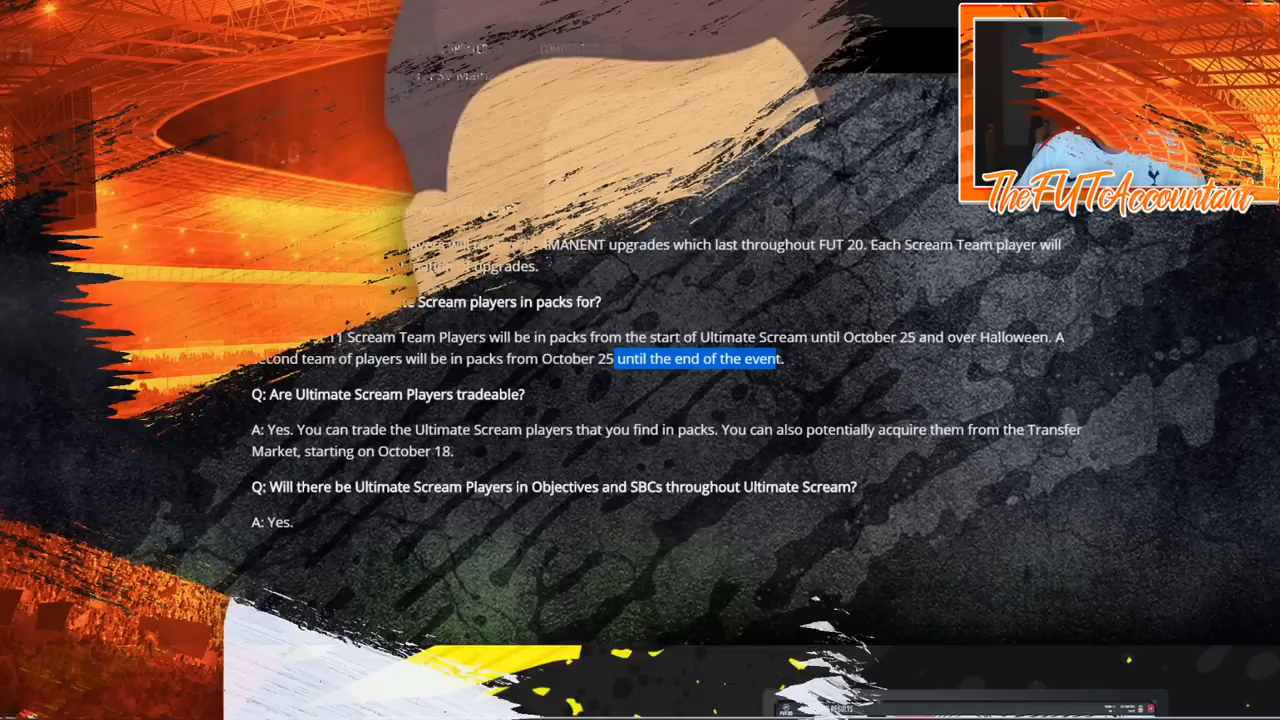 TheFUTAccountant
MANENT upgrades which last throughout FUT 20. Each Scream Team player will
upgrades.
Scream players in packs for?
11 Scream Team Players will be in packs from the start of Ultimate Scream until October 25 and over Halloween. A
cond team of players will be in packs from October 25 until the end of the event.
Q: Are Ultimate Scream Players tradeable?
A: Yes. You can trade the Ultimate Scream players that you find in packs. You can also potentially acquire them from the Transfer
Market, starting on October 18.
Q: Will there be Ultimate Scream Players in Objectives and SBCs throughout Ultimate Scream?
A: Yes.